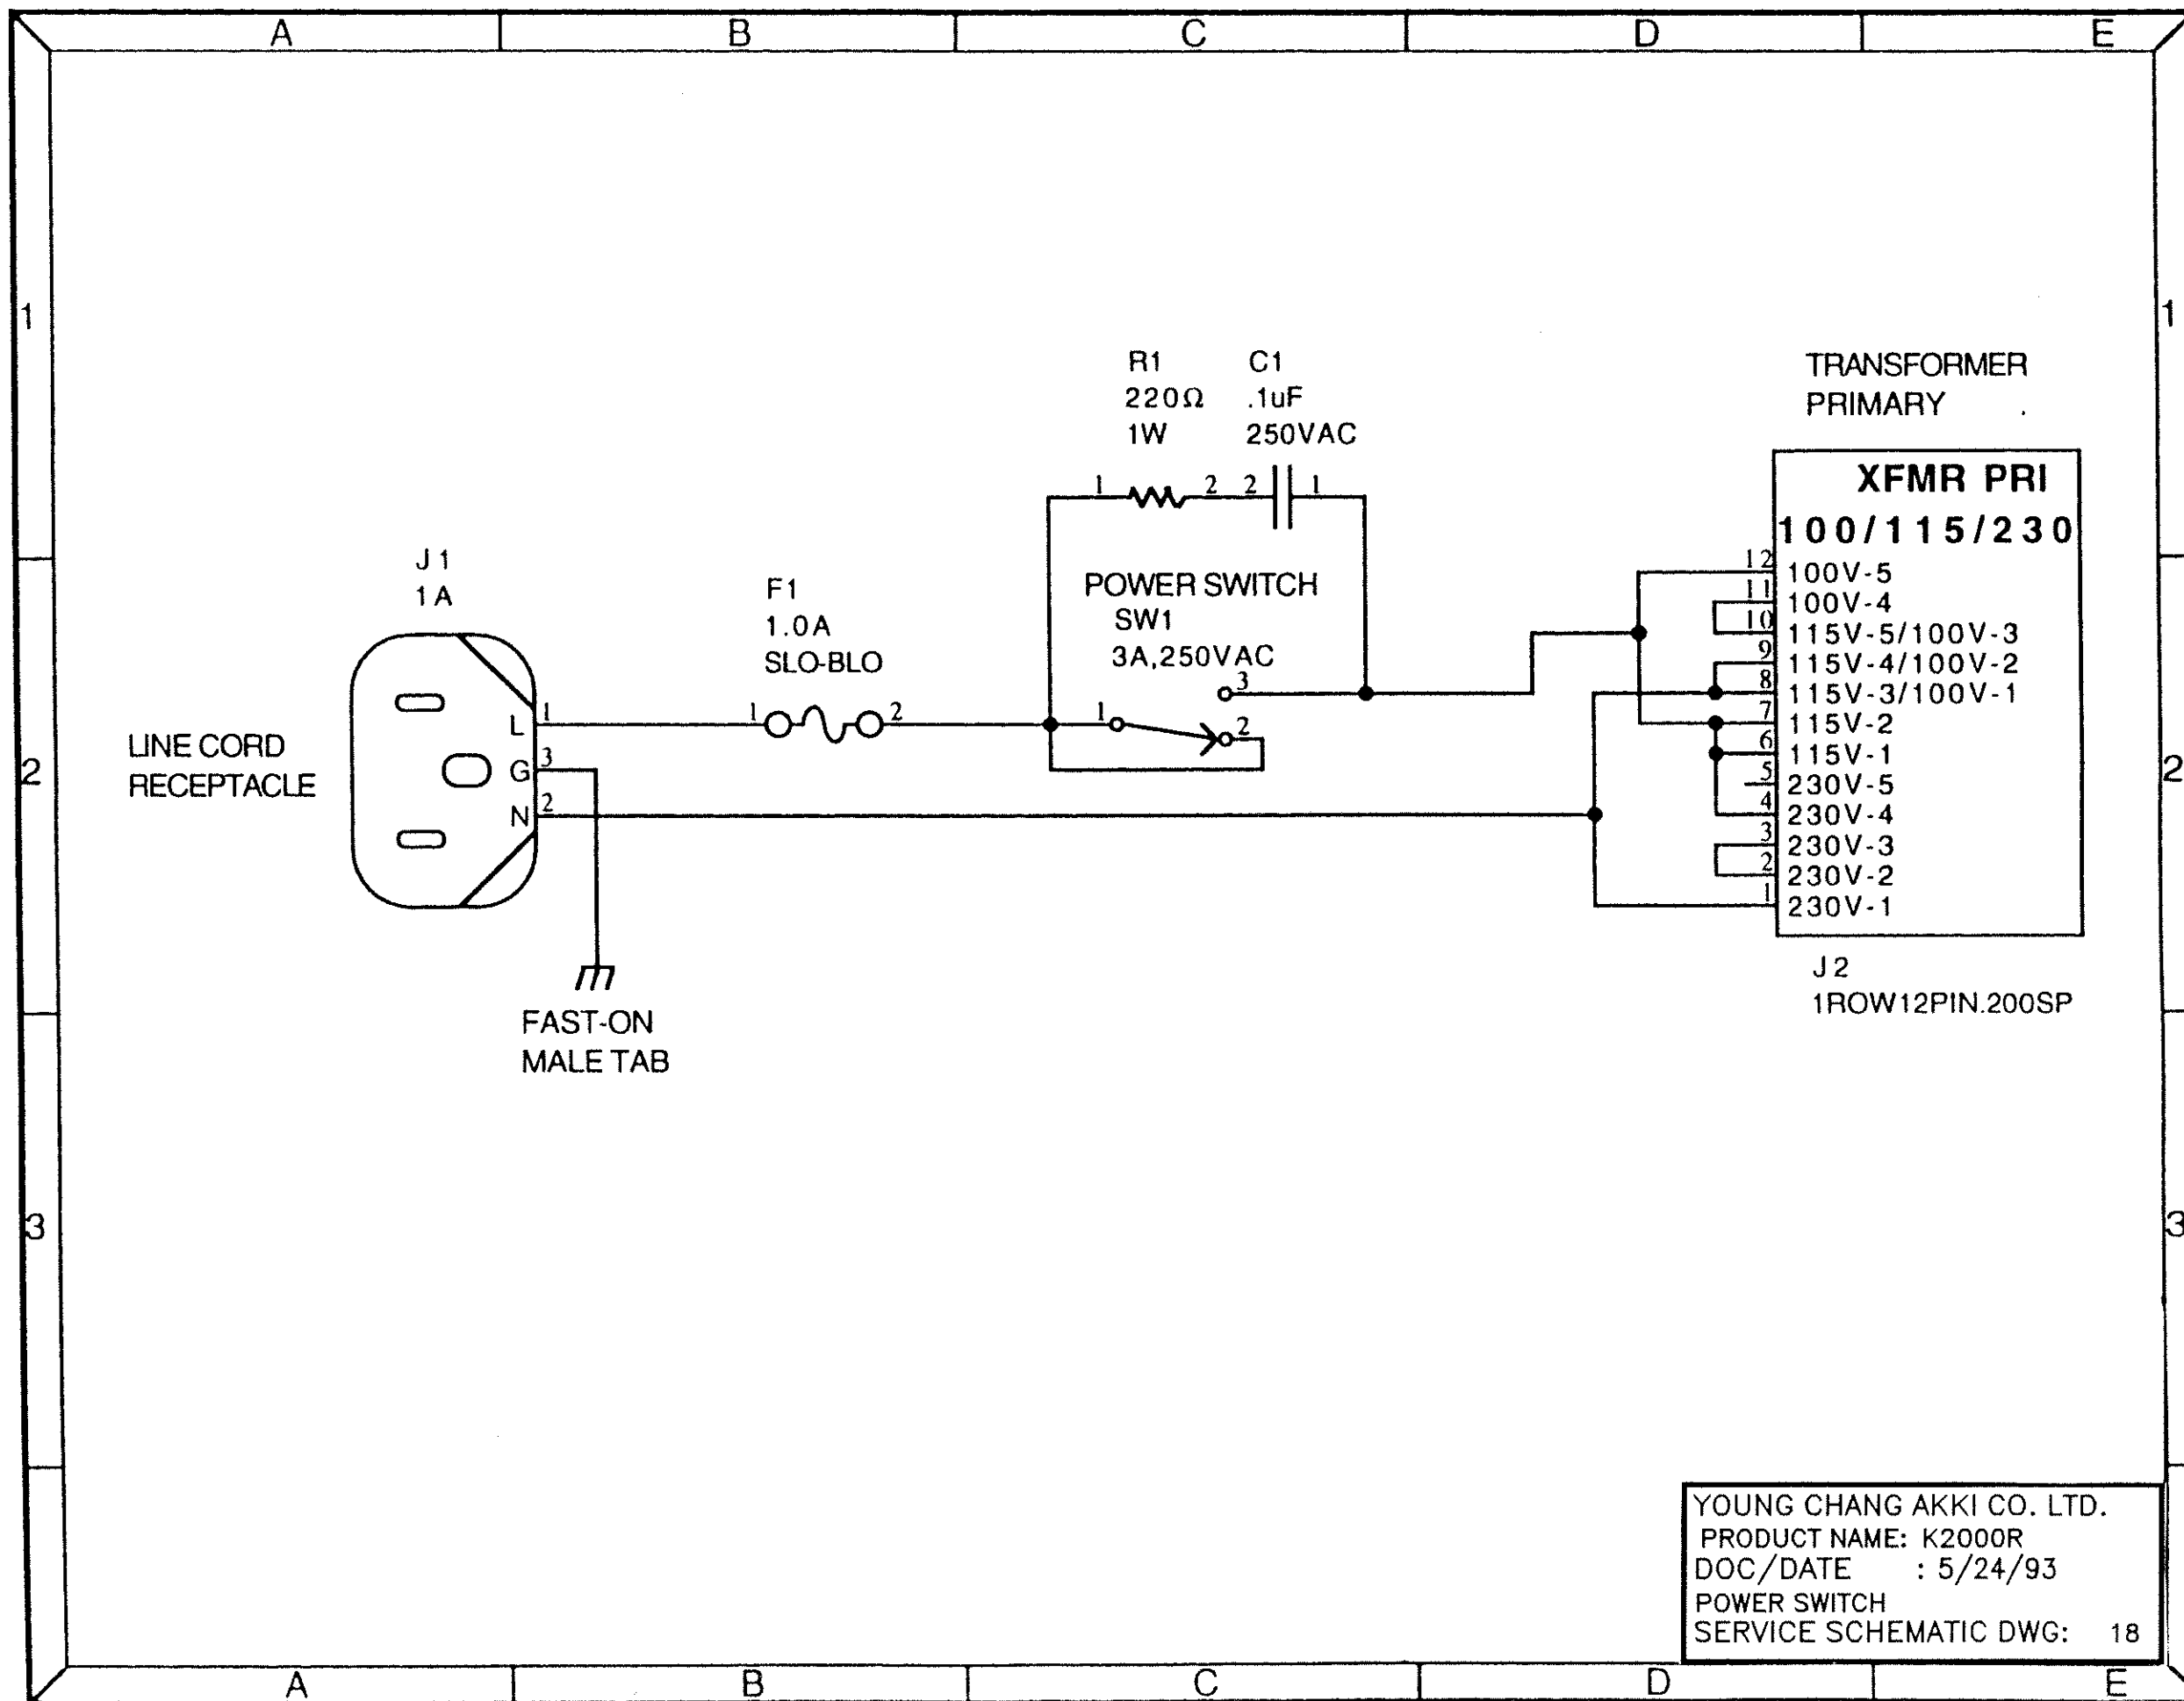 A B C D E
1 1
R1 C1
220Ω .1uF
1W 250VAC
1 2 2 1
TRANSFORMER
PRIMARY
XFMR PRI
100/115/230
J1
1A
F1
1.0A
SLO-BLO
POWER SWITCH
SW1
3A,250VAC
3
1 2
LINE CORD
RECEPTACLE
L 1
G 3
N 2
1 2
12 100V-5
11 100V-4
10 115V-5/100V-3
9 115V-4/100V-2
8 115V-3/100V-1
7 115V-2
6 115V-1
5 230V-5
4 230V-4
3 230V-3
2 230V-2
1 230V-1
2 2
J2
1ROW12PIN.200SP
FAST-ON
MALE TAB
3 3
YOUNG CHANG AKKI CO. LTD.
PRODUCT NAME: K2000R
DOC/DATE : 5/24/93
POWER SWITCH
SERVICE SCHEMATIC DWG: 18
A B C D E